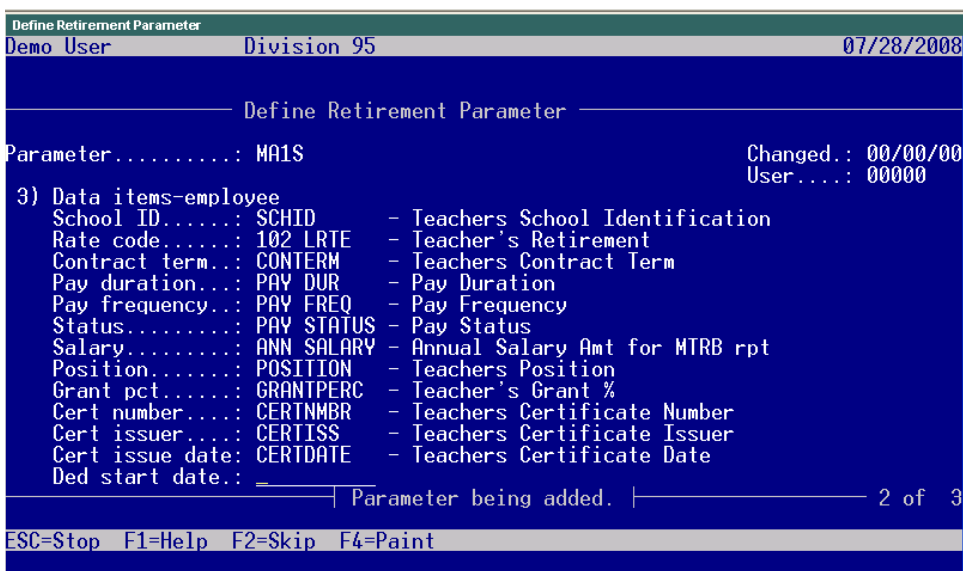 Define Retirement Parameter
Demo User Division 95 07/28/2008
Define Retirement Parameter
Parameter..........: MA1S Changed.: 00/00/00
User....: 00000
3) Data items-employee
School ID......: SCHID - Teachers School Identification
Rate code......: 102 LRTE - Teacher's Retirement
Contract term..: CONTERM - Teachers Contract Term
Pay duration...: PAY DUR - Pay Duration
Pay frequency..: PAY FREQ - Pay Frequency
Status.........: PAY STATUS - Pay Status
Salary.........: ANN SALARY - Annual Salary Amt for MTRB rpt
Position.......: POSITION - Teachers Position
Grant pct......: GRANTPERC - Teacher's Grant %
Cert number....: CERTNMBR - Teachers Certificate Number
Cert issuer....: CERTISS - Teachers Certificate Issuer
Cert issue date: CERTDATE - Teachers Certificate Date
Ded start date.: _
Parameter being added. 2 of 3
ESC=Stop F1=Help F2=Skip F4=Paint